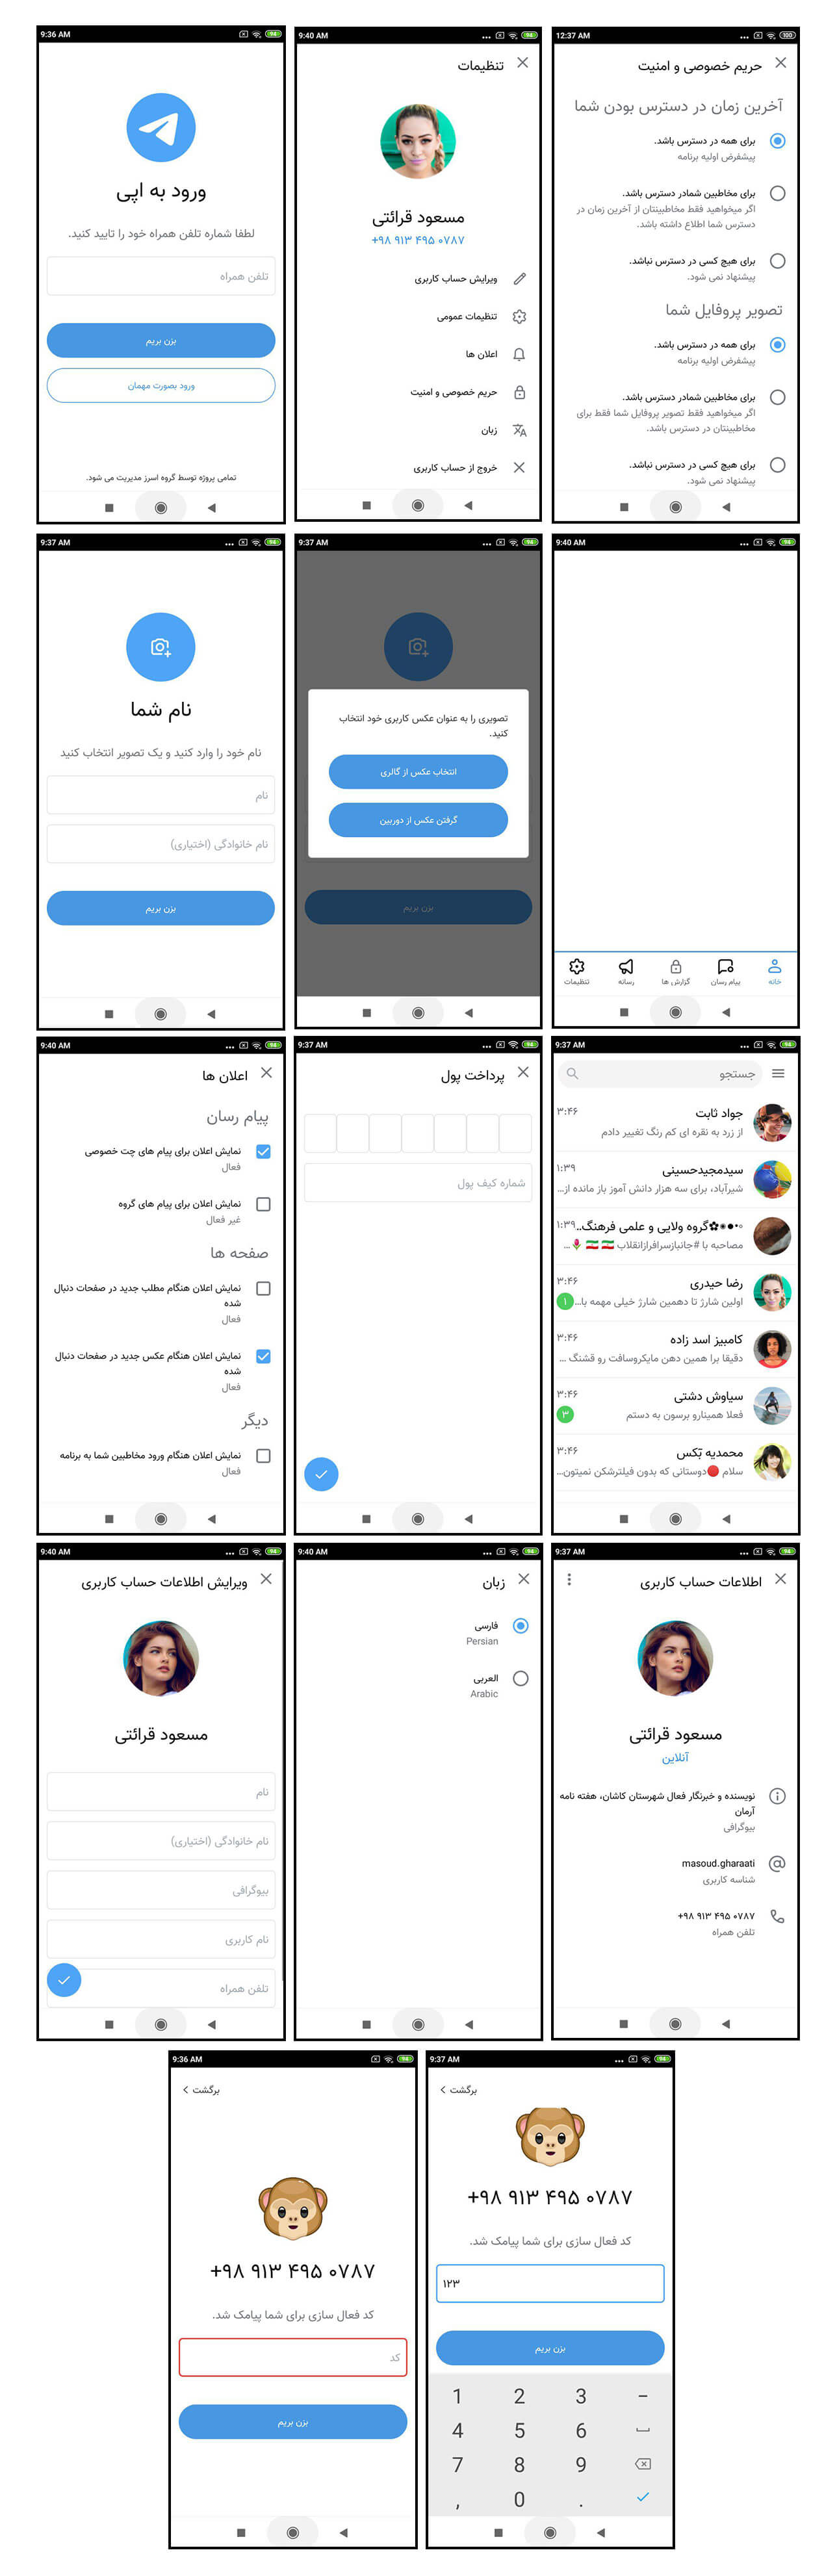 9:36 AM
ورود به اپی
لطفا شماره تلفن همراه خود را تایید کنید.
تلفن همراه
بزن بریم
ورود بصورت مهمان
تمامی پروژه توسط گروه اسرز مدیریت می شود.
9:40 AM
تنظیمات
مسعود قرائتی
+۹۸ ۹۱۳ ۴۹۵ ۰۷۸۷
ویرایش حساب کاربری
تنظیمات عمومی
اعلان ها
حریم خصوصی و امنیت
زبان
خروج از حساب کاربری
12:37 AM
حریم خصوصی و امنیت
آخرین زمان در دسترس بودن شما
برای همه در دسترس باشد.
پیشفرض اولیه برنامه
برای مخاطبین شمادر دسترس باشد.
اگر میخواهید فقط مخاطبینتان از آخرین زمان در
دسترس شما اطلاع داشته باشد.
برای هیچ کسی در دسترس نباشد.
پیشنهاد نمی شود.
تصویر پروفایل شما
برای همه در دسترس باشد.
پیشفرض اولیه برنامه
برای مخاطبین شمادر دسترس باشد.
اگر میخواهید فقط تصویر پروفایل شما فقط برای
مخاطبینتان در دسترس باشد.
برای هیچ کسی در دسترس نباشد.
پیشنهاد نمی شود.
9:37 AM
نام شما
نام خود را وارد کنید و یک تصویر انتخاب کنید
نام
نام خانوادگی (اختیاری)
بزن بریم
9:37 AM
تصویری را به عنوان عکس کاربری خود انتخاب
کنید.
انتخاب عکس از گالری
گرفتن عکس از دوربین
بزن بریم
9:40 AM
خانه
پیام رسان
گزارش ها
رسانه
تنظیمات
9:40 AM
اعلان ها
پیام رسان
نمایش اعلان برای پیام های چت خصوصی
فعال
نمایش اعلان برای پیام های گروه
غیر فعال
صفحه ها
نمایش اعلان هنگام مطلب جدید در صفحات دنبال
شده
فعال
نمایش اعلان هنگام عکس جدید در صفحات دنبال
شده
فعال
دیگر
نمایش اعلان هنگام ورود مخاطبین شما به برنامه
فعال
9:37 AM
پرداخت پول
شماره کیف پول
9:37 AM
جستجو
جواد ثابت ۳:۴۶
از زرد به نقره ای کم رنگ تغییر دادم
سیدمجیدحسینی ۱:۳۹
شیرآباد، برای سه هزار دانش آموز باز مانده از...
◦•●◉✿گروه ولایی و علمی فرهنگ... ۱:۳۹
مصاحبه با #جانبازسرافرازانقلاب 🇮🇷 🇮🇷 🌷...
رضا حیدری ۳:۴۶
اولین شارژ تا دهمین شارژ خیلی مهمه با... ۱
کامبیز اسد زاده ۳:۴۶
دقیقا برا همین دهن مایکروسافت رو قشنگ ...
سیاوش دشتی ۳:۴۶
فعلا همینارو برسون به دستم ۳
محمدیه تکس ۳:۴۶
سلام 🔴دوستانی که بدون فیلترشکن نمیتون...
9:40 AM
ویرایش اطلاعات حساب کاربری
مسعود قرائتی
نام
نام خانوادگی (اختیاری)
بیوگرافی
نام کاربری
تلفن همراه
9:40 AM
زبان
فارسی
Persian
العربی
Arabic
9:37 AM
اطلاعات حساب کاربری
مسعود قرائتی
آنلاین
نویسنده و خبرنگار فعال شهرستان کاشان، هفته نامه
آرمان
بیوگرافی
masoud.gharaati
شناسه کاربری
+۹۸ ۹۱۳ ۴۹۵ ۰۷۸۷
تلفن همراه
9:36 AM
برگشت
+۹۸ ۹۱۳ ۴۹۵ ۰۷۸۷
کد فعال سازی برای شما پیامک شد.
کد
بزن بریم
9:37 AM
برگشت
+۹۸ ۹۱۳ ۴۹۵ ۰۷۸۷
کد فعال سازی برای شما پیامک شد.
۱۲۳
بزن بریم
1 2 3 –
4 5 6
7 8 9
, 0 .